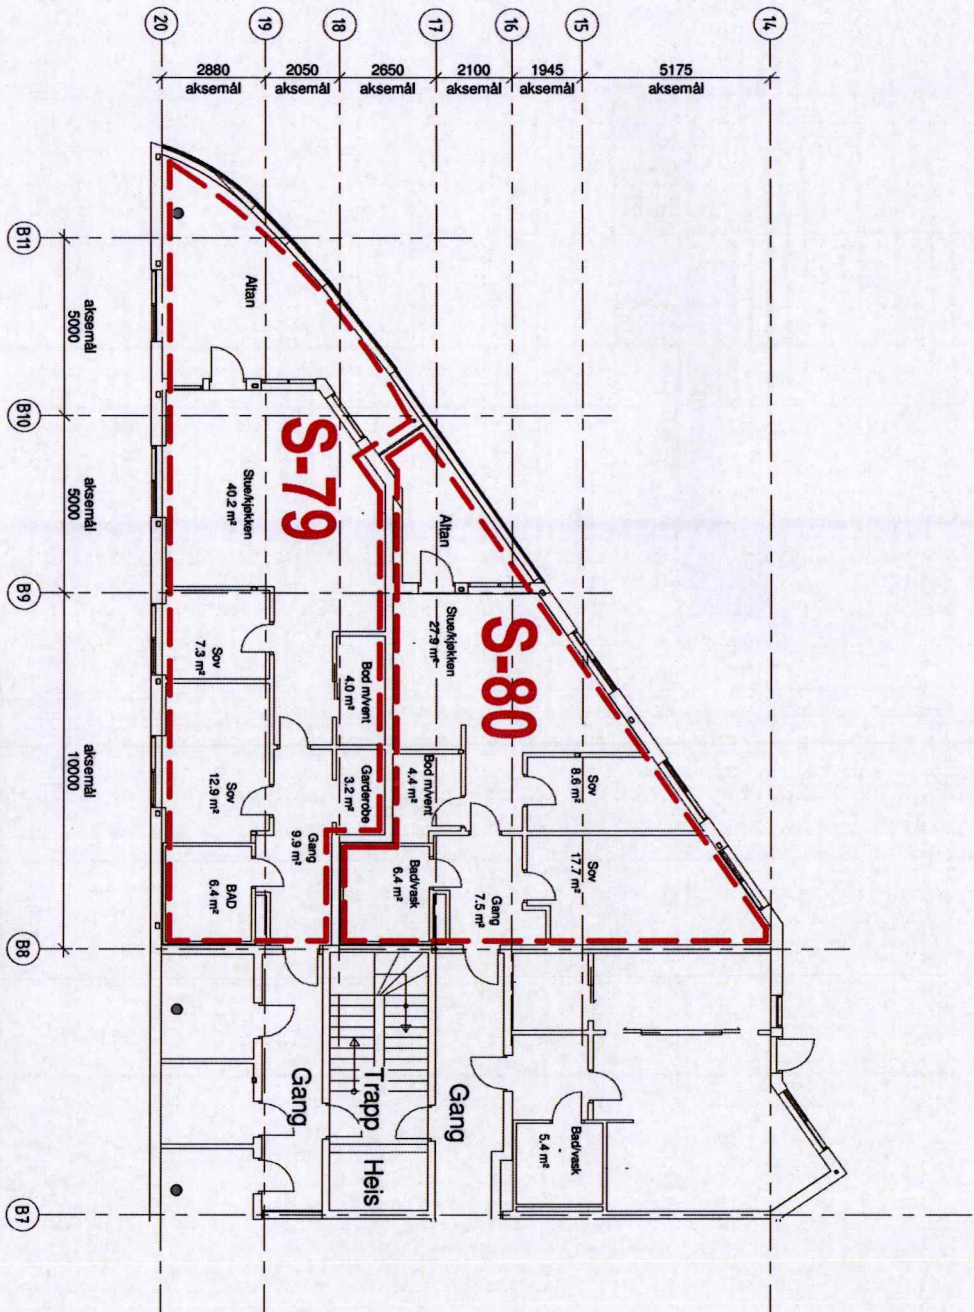 20
19
18
17
16
15
14
2880
aksemål
2050
aksemål
2650
aksemål
2100
aksemål
1945
aksemål
5175
aksemål
B11
aksemål
5000
B10
aksemål
5000
B9
aksemål
10000
B8
B7
Altan
S-79
Stue/kjøkken
40.2 m²
Altan
S-80
Stue/kjøkken
27.9 m²
Sov
7.3 m²
Bod m/vent
4.0 m²
Sov
12.9 m²
Garderobe
3.2 m²
Gang
9.9 m²
BAD
6.4 m²
Bod m/vent
4.4 m²
Bad/vask
6.4 m²
Gang
7.5 m²
Sov
8.6 m²
Sov
17.7 m²
Gang
Trapp
Heis
Gang
Bad/vask
5.4 m²